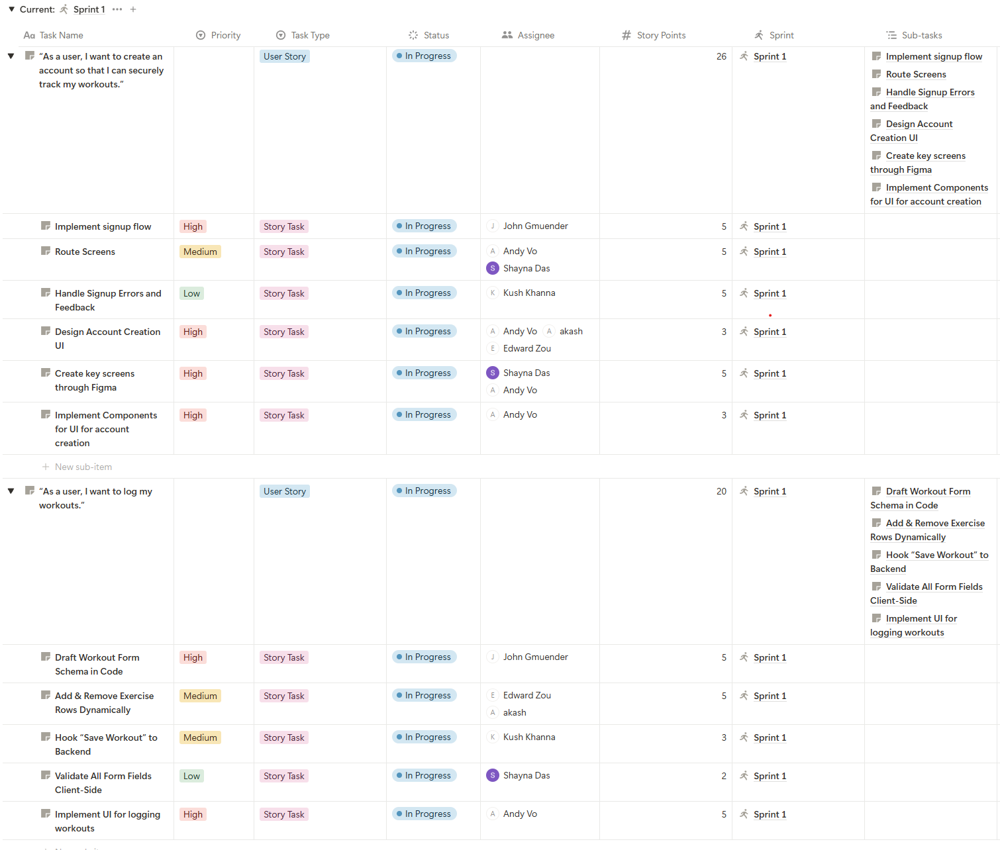 Current: Sprint 1
Task Name Priority Task Type Status Assignee Story Points Sprint Sub-tasks
“As a user, I want to create an
account so that I can securely
track my workouts.”
User Story
In Progress
26
Sprint 1
Implement signup flow
Route Screens
Handle Signup Errors
and Feedback
Design Account
Creation UI
Create key screens
through Figma
Implement Components
for UI for account creation
Implement signup flow
High
Story Task
In Progress
J John Gmuender
5
Sprint 1
Route Screens
Medium
Story Task
In Progress
A Andy Vo
S Shayna Das
5
Sprint 1
Handle Signup Errors and
Feedback
Low
Story Task
In Progress
K Kush Khanna
5
Sprint 1
Design Account Creation
UI
High
Story Task
In Progress
A Andy Vo A akash
E Edward Zou
3
Sprint 1
Create key screens
through Figma
High
Story Task
In Progress
S Shayna Das
A Andy Vo
5
Sprint 1
Implement Components
for UI for account
creation
High
Story Task
In Progress
A Andy Vo
3
Sprint 1
New sub-item
“As a user, I want to log my
workouts.”
User Story
In Progress
20
Sprint 1
Draft Workout Form
Schema in Code
Add & Remove Exercise
Rows Dynamically
Hook “Save Workout” to
Backend
Validate All Form Fields
Client-Side
Implement UI for
logging workouts
Draft Workout Form
Schema in Code
High
Story Task
In Progress
J John Gmuender
5
Sprint 1
Add & Remove Exercise
Rows Dynamically
Medium
Story Task
In Progress
E Edward Zou
A akash
5
Sprint 1
Hook “Save Workout” to
Backend
Medium
Story Task
In Progress
K Kush Khanna
3
Sprint 1
Validate All Form Fields
Client-Side
Low
Story Task
In Progress
S Shayna Das
2
Sprint 1
Implement UI for logging
workouts
High
Story Task
In Progress
A Andy Vo
5
Sprint 1